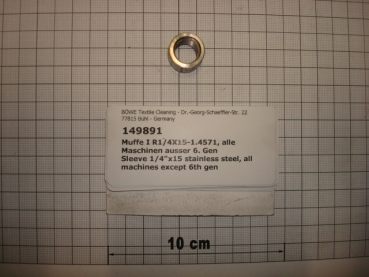 BÖWE Textile Cleaning - Dr.-Georg-Schaeffler-Str. 22
77815 Bühl - Germany
149891
Muffe I R1/4X15-1.4571, alle
Maschinen ausser 6. Gen
Sleeve 1/4"x15 stainless steel, all
machines except 6th gen
10 cm